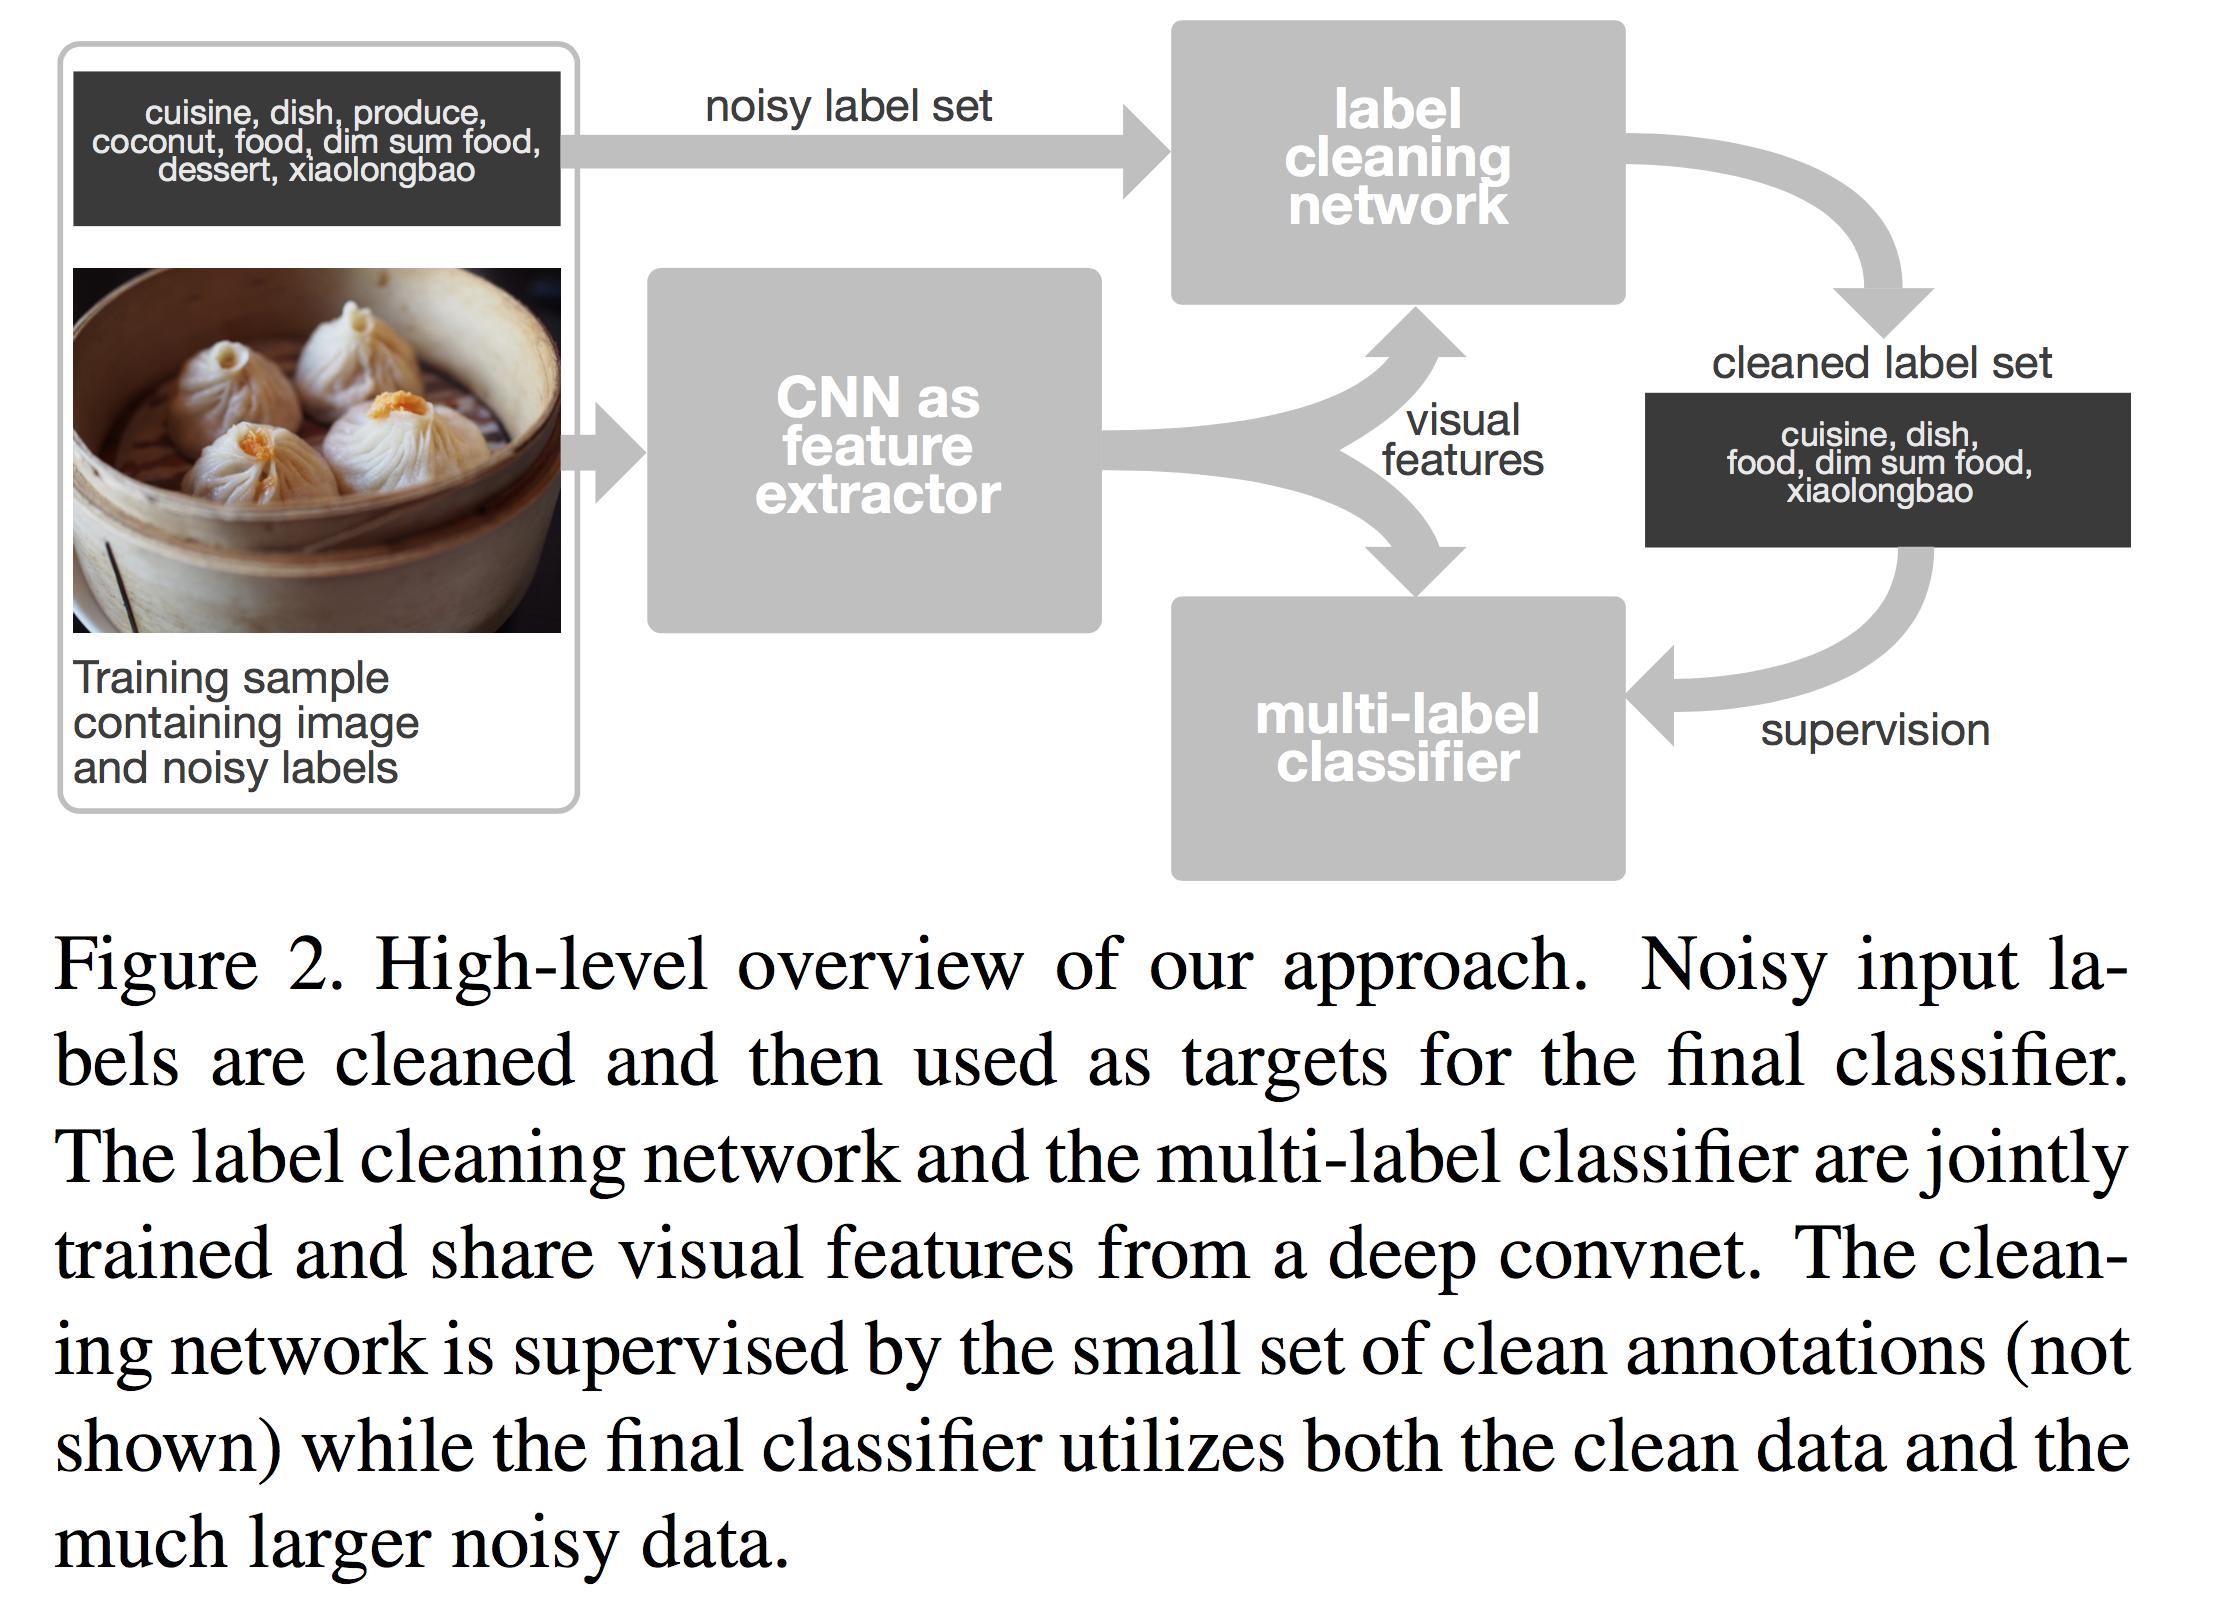 cuisine, dish, produce,
coconut, food, dim sum food,
dessert, xiaolongbao
noisy label set
label
cleaning
network
CNN as
feature
extractor
visual
features
cleaned label set
cuisine, dish,
food, dim sum food,
xiaolongbao
Training sample
containing image
and noisy labels
multi-label
classifier
supervision
Figure 2. High-level overview of our approach. Noisy input la-
bels are cleaned and then used as targets for the final classifier.
The label cleaning network and the multi-label classifier are jointly
trained and share visual features from a deep convnet. The clean-
ing network is supervised by the small set of clean annotations (not
shown) while the final classifier utilizes both the clean data and the
much larger noisy data.